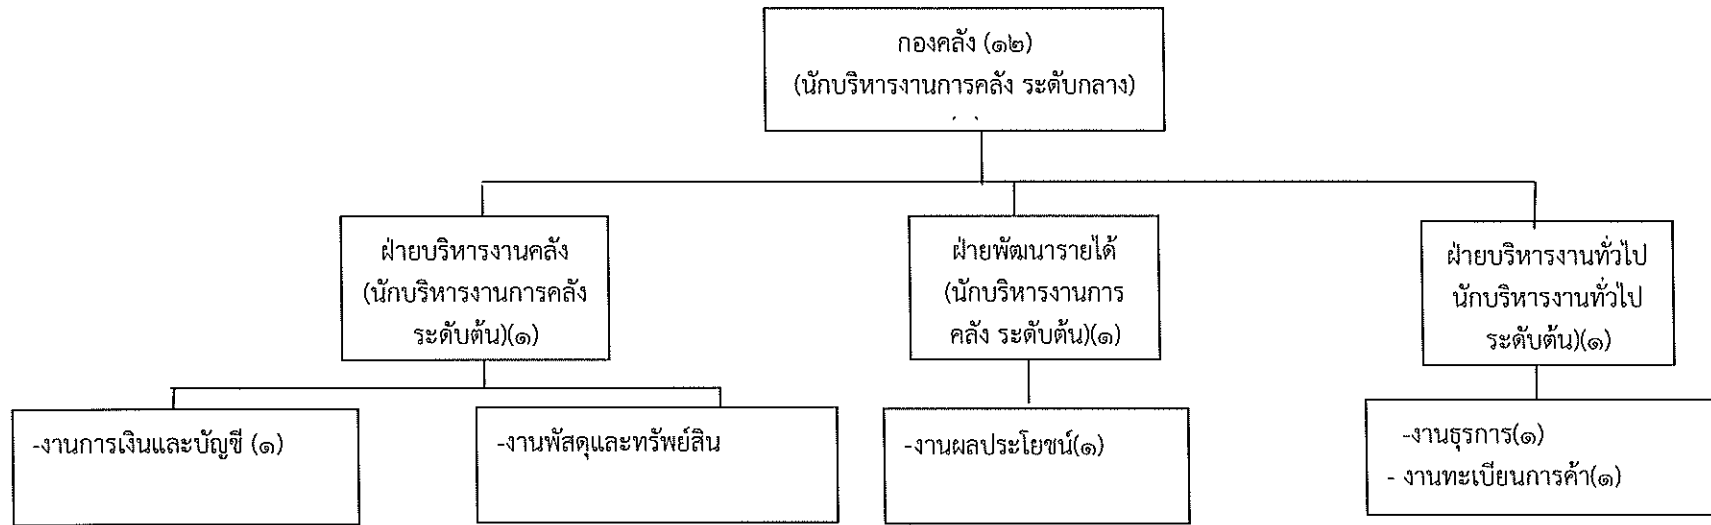 กองคลัง (๑๒)
(นักบริหารงานการคลัง ระดับกลาง)
ฝ่ายบริหารงานคลัง
(นักบริหารงานการคลัง
ระดับต้น)(๑)
ฝ่ายพัฒนารายได้
(นักบริหารงานการ
คลัง ระดับต้น)(๑)
ฝ่ายบริหารงานทั่วไป
นักบริหารงานทั่วไป
ระดับต้น)(๑)
-งานการเงินและบัญชี (๑)
-งานพัสดุและทรัพย์สิน
-งานผลประโยชน์(๑)
-งานธุรการ(๑)
- งานทะเบียนการค้า(๑)